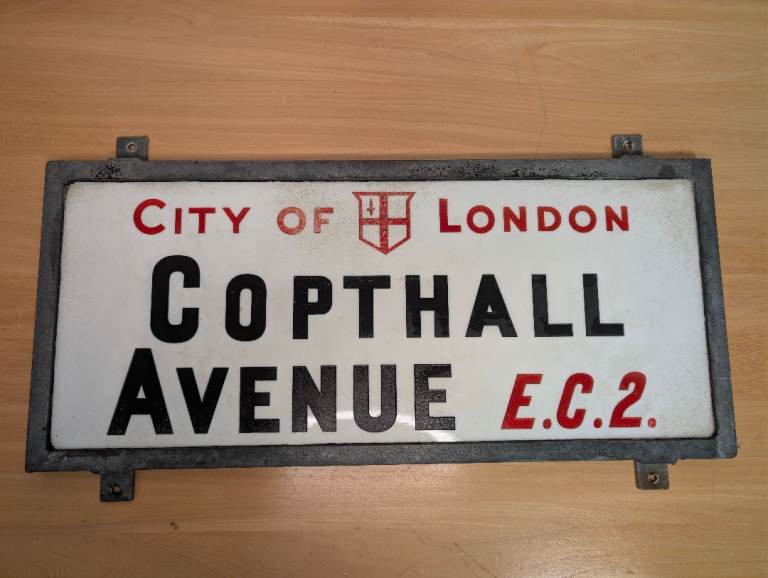 CITY OF LONDON
COPTHALL
AVENUE E.C.2.